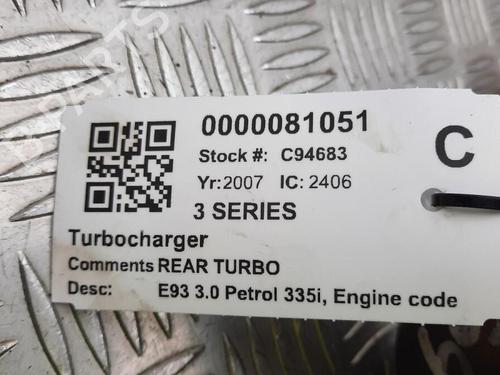 0000081051
C
Stock #: C94683
Yr:2007 IC: 2406
3 SERIES
Turbocharger
Comments REAR TURBO
Desc: E93 3.0 Petrol 335i, Engine code